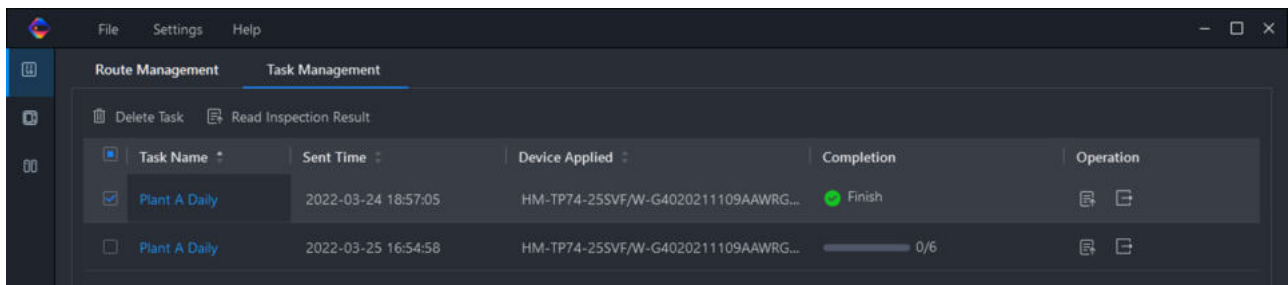 File Settings Help
Route Management Task Management
Delete Task Read Inspection Result
Task Name Sent Time Device Applied Completion Operation
Plant A Daily 2022-03-24 18:57:05 HM-TP74-25SVF/W-G4020211109AAWRG... Finish
Plant A Daily 2022-03-25 16:54:58 HM-TP74-25SVF/W-G4020211109AAWRG... 0/6